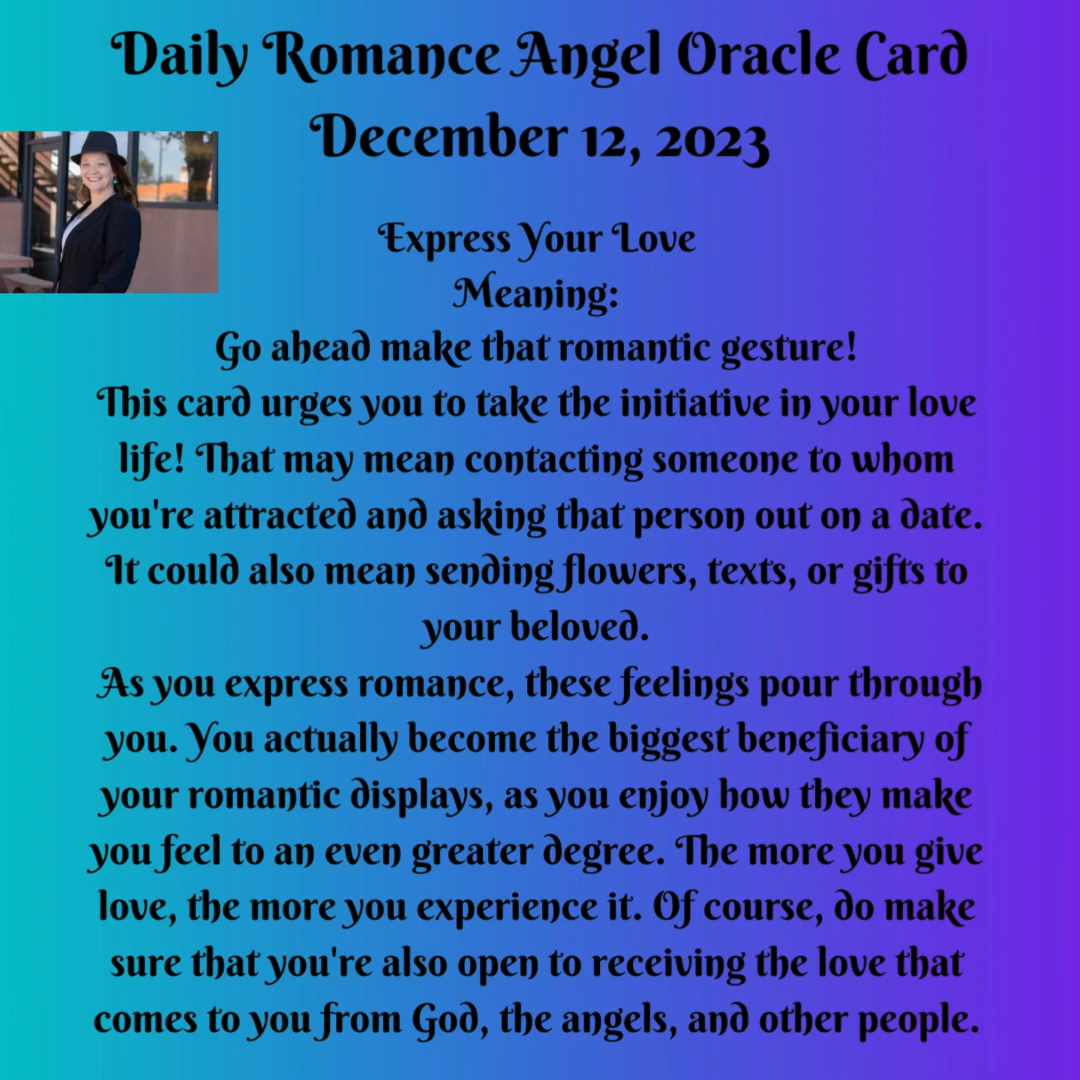 Daily Romance Angel Oracle Card
December 12, 2023
Express Your Love
Meaning:
Go ahead make that romantic gesture!
This card urges you to take the initiative in your love
life! That may mean contacting someone to whom
you're attracted and asking that person out on a date.
It could also mean sending flowers, texts, or gifts to
your beloved.
As you express romance, these feelings pour through
you. You actually become the biggest beneficiary of
your romantic displays, as you enjoy how they make
you feel to an even greater degree. The more you give
love, the more you experience it. Of course, do make
sure that you're also open to receiving the love that
comes to you from God, the angels, and other people.